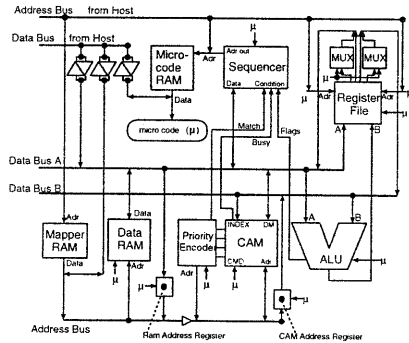 Address Bus from Host
Data Bus from Host
Micro-
code
RAM
Adr
Data
micro code (μ)
μ
Adr out
Sequencer
Data Condition
Match
Busy
Flags
MUX MUX
μ
μ
Adr
Adr
Register
File
μ
A
B
Data Bus A
Data Bus B
Adr
Mapper
RAM
Data
Data
Data
RAM
Adr
μ
μ
Priority
Encode
μ
INDEX DM
CAM
CMD Adr
μ
A B
ALU
μ
μ
Address Bus
Ram Address Register
CAM Address Register